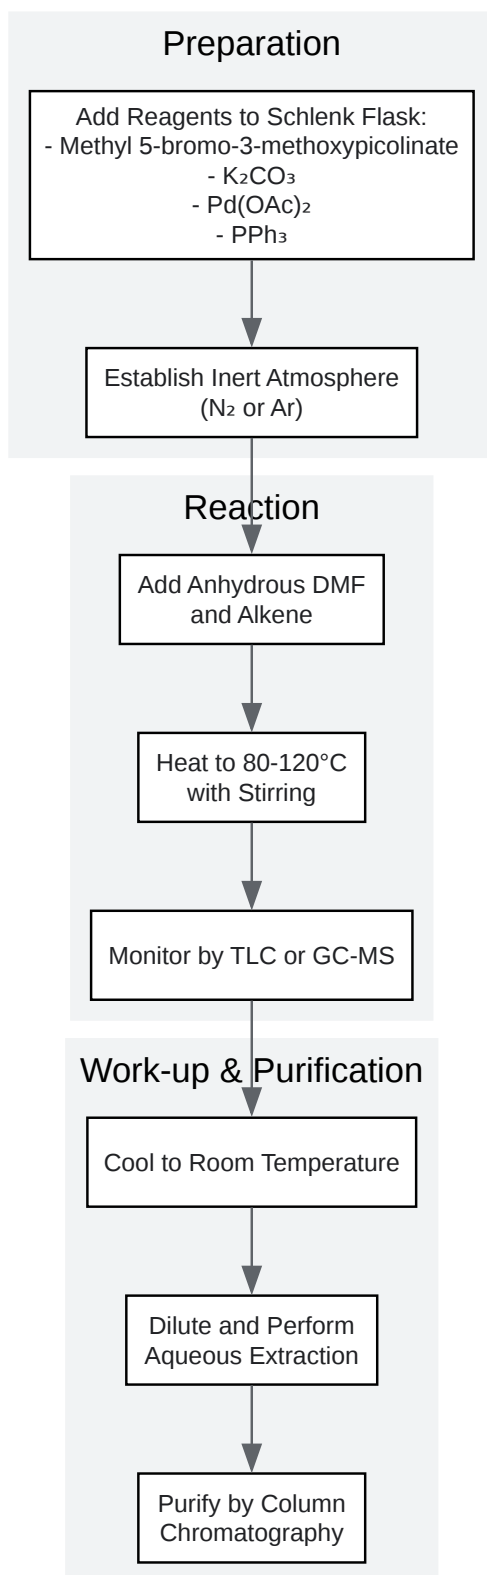 Preparation
Add Reagents to Schlenk Flask:
- Methyl 5-bromo-3-methoxypicolinate
- K₂CO₃
- Pd(OAc)₂
- PPh₃
Establish Inert Atmosphere
(N₂ or Ar)
Reaction
Add Anhydrous DMF
and Alkene
Heat to 80-120°C
with Stirring
Monitor by TLC or GC-MS
Work-up & Purification
Cool to Room Temperature
Dilute and Perform
Aqueous Extraction
Purify by Column
Chromatography